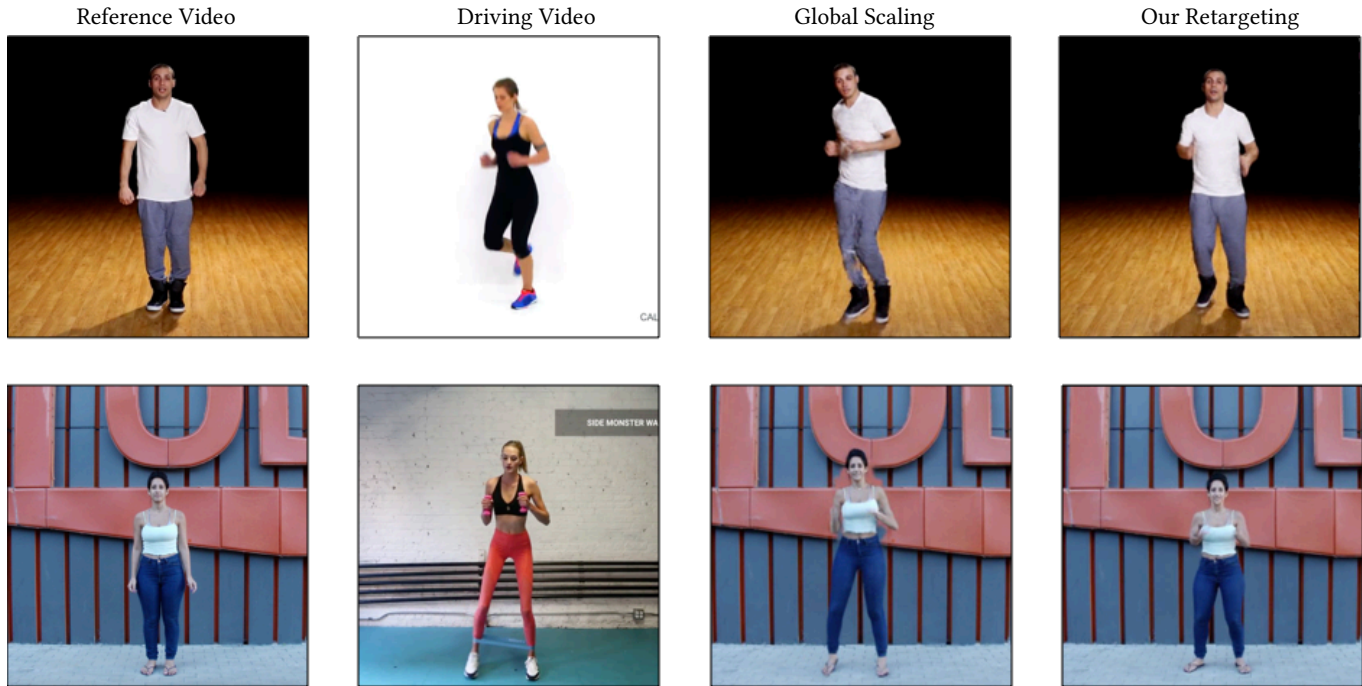 Reference Video
Driving Video
Global Scaling
Our Retargeting
CAL
SIDE MONSTER WA